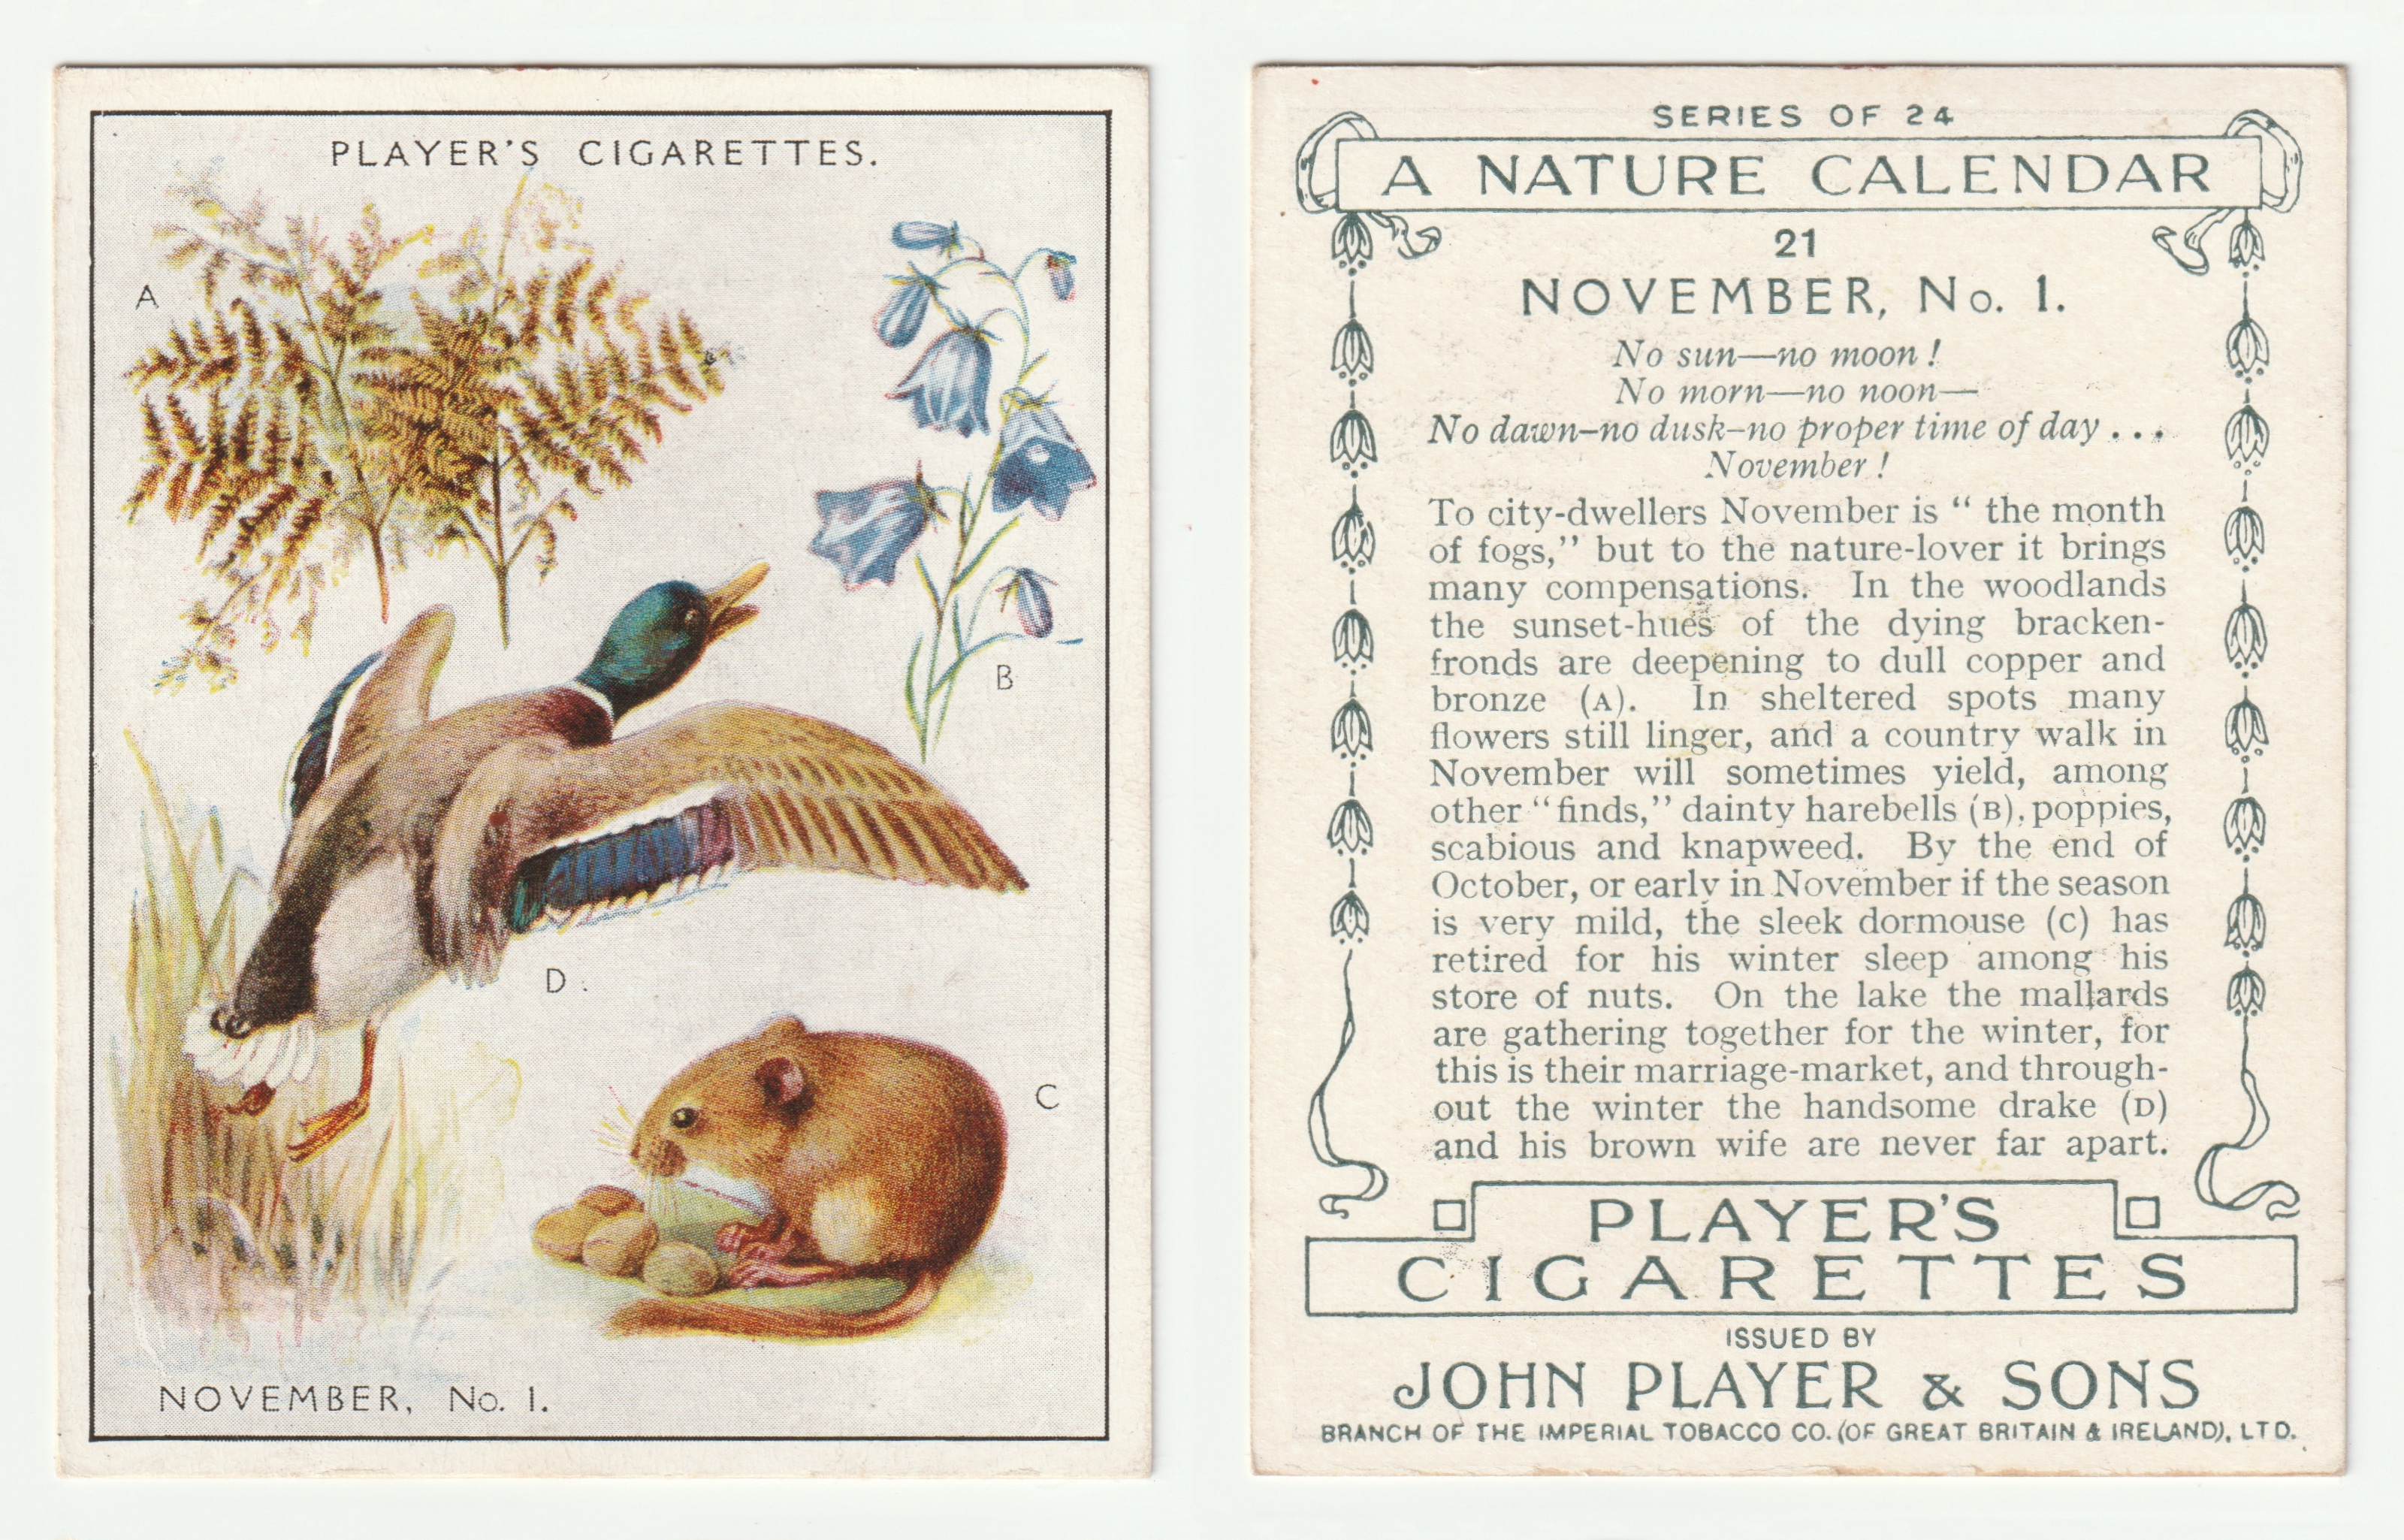 PLAYER'S CIGARETTES.
A
B
D.
C
NOVEMBER, No. 1.
SERIES OF 24
A NATURE CALENDAR
21
NOVEMBER, No. 1.
No sun—no moon!
No morn—no noon—
No dawn–no dusk–no proper time of day...
November!
To city-dwellers November is “ the month
of fogs,” but to the nature-lover it brings
many compensations. In the woodlands
the sunset-hues of the dying bracken-
fronds are deepening to dull copper and
bronze (A). In sheltered spots many
flowers still linger, and a country walk in
November will sometimes yield, among
other “finds,” dainty harebells (B), poppies,
scabious and knapweed. By the end of
October, or early in November if the season
is very mild, the sleek dormouse (C) has
retired for his winter sleep among his
store of nuts. On the lake the mallards
are gathering together for the winter, for
this is their marriage-market, and through-
out the winter the handsome drake (D)
and his brown wife are never far apart.
PLAYER'S
CIGARETTES
ISSUED BY
JOHN PLAYER & SONS
BRANCH OF THE IMPERIAL TOBACCO CO. (OF GREAT BRITAIN & IRELAND), LTD.